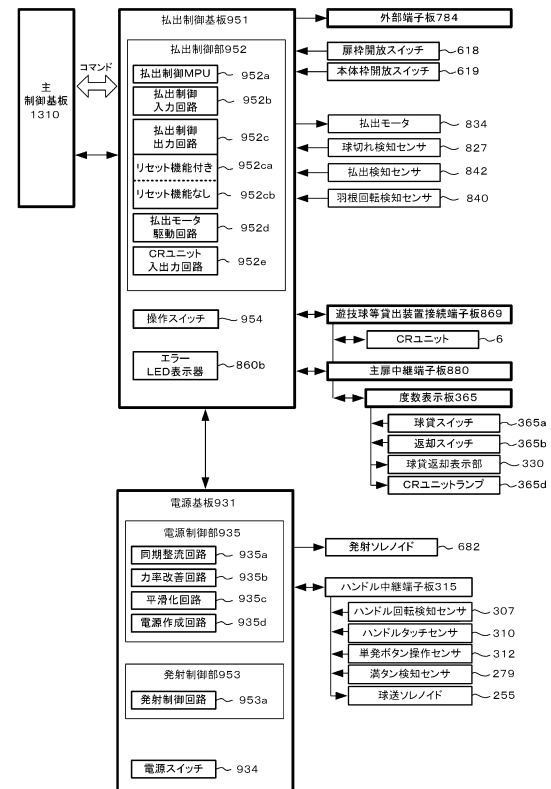 払出制御基板951
払出制御部952
払出制御MPU 952a
払出制御
入力回路 952b
払出制御
出力回路 952c
リセット機能付き 952ca
リセット機能なし 952cb
払出モータ
駆動回路 952d
CRユニット
入出力回路 952e
操作スイッチ 954
エラー
LED表示器 860b
コマンド
主
制御基板
1310
外部端子板784
扉枠開放スイッチ 618
本体枠開放スイッチ 619
払出モータ 834
球切れ検知センサ 827
払出検知センサ 842
羽根回転検知センサ 840
遊技球等貸出装置接続端子板869
CRユニット 6
主扉中継端子板880
度数表示板365
球貸スイッチ 365a
返却スイッチ 365b
球貸返却表示部 330
CRユニットランプ 365d
電源基板931
電源制御部935
同期整流回路 935a
力率改善回路 935b
平滑化回路 935c
電源作成回路 935d
発射制御部953
発射制御回路 953a
電源スイッチ 934
発射ソレノイド 682
ハンドル中継端子板315
ハンドル回転検知センサ 307
ハンドルタッチセンサ 310
単発ボタン操作センサ 312
満タン検知センサ 279
球送ソレノイド 255